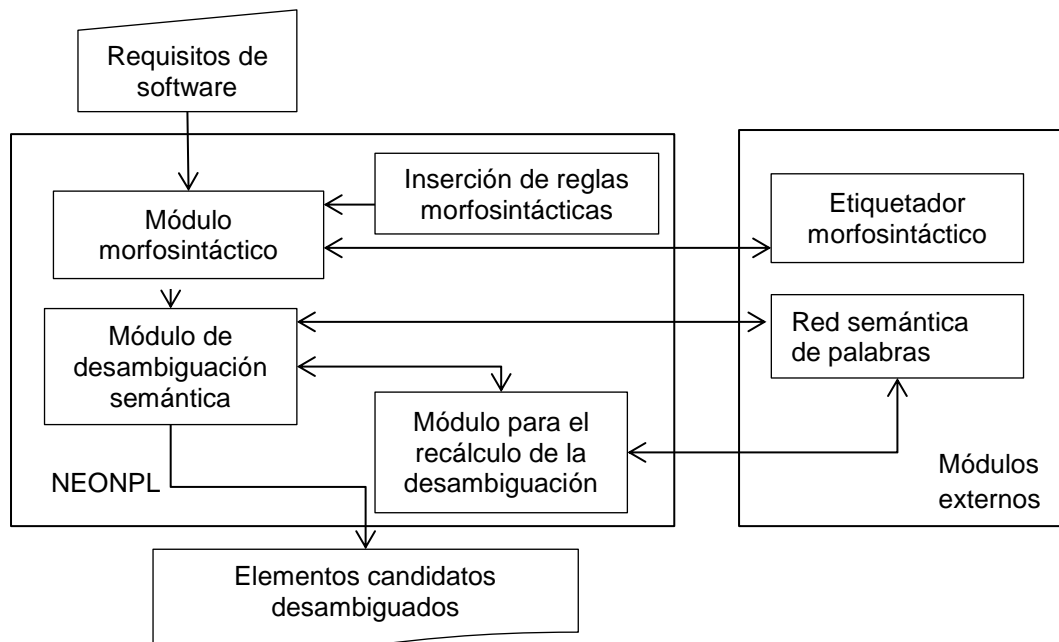 Requisitos de
software
Inserción de reglas
morfosintácticas
Módulo
morfosintáctico
Etiquetador
morfosintáctico
Módulo de
desambiguación
semántica
Red semántica
de palabras
Módulo para el
recálculo de la
desambiguación
NEONPL
Módulos
externos
Elementos candidatos
desambiguados